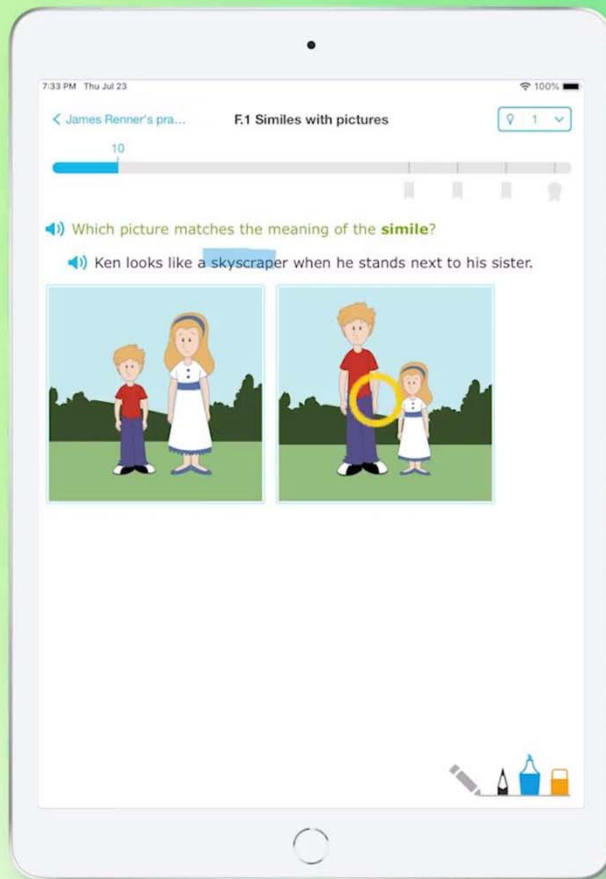 7:33 PM Thu Jul 23
100%
James Renner's pra...
F.1 Similes with pictures
1
10
Which picture matches the meaning of the simile?
Ken looks like a skyscraper when he stands next to his sister.